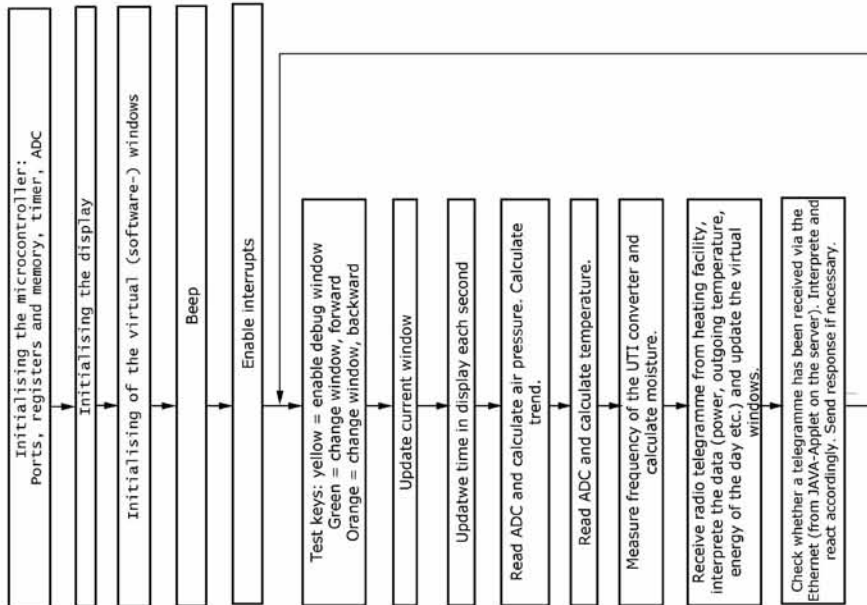 Initialising the microcontroller:
Ports, registers and memory, timer, ADC
Initialising the display
Initialising of the virtual (software-) windows
Beep
Enable interrupts
Test keys: yellow = enable debug window
Green = change window, forward
Orange = change window, backward
Update current window
Updatwe time in display each second
Read ADC and calculate air pressure. Calculate
trend.
Read ADC and calculate temperature.
Measure frequency of the UTI converter and
calculate moisture.
Receive radio telegramme from heating facility,
interprete the data (power, outgoing temperature,
energy of the day etc.) and update the virtual
windows.
Check whether a telegramme has been received via the
Ethernet (from JAVA-Applet on the server). Interprete and
react accordingly. Send response if necessary.